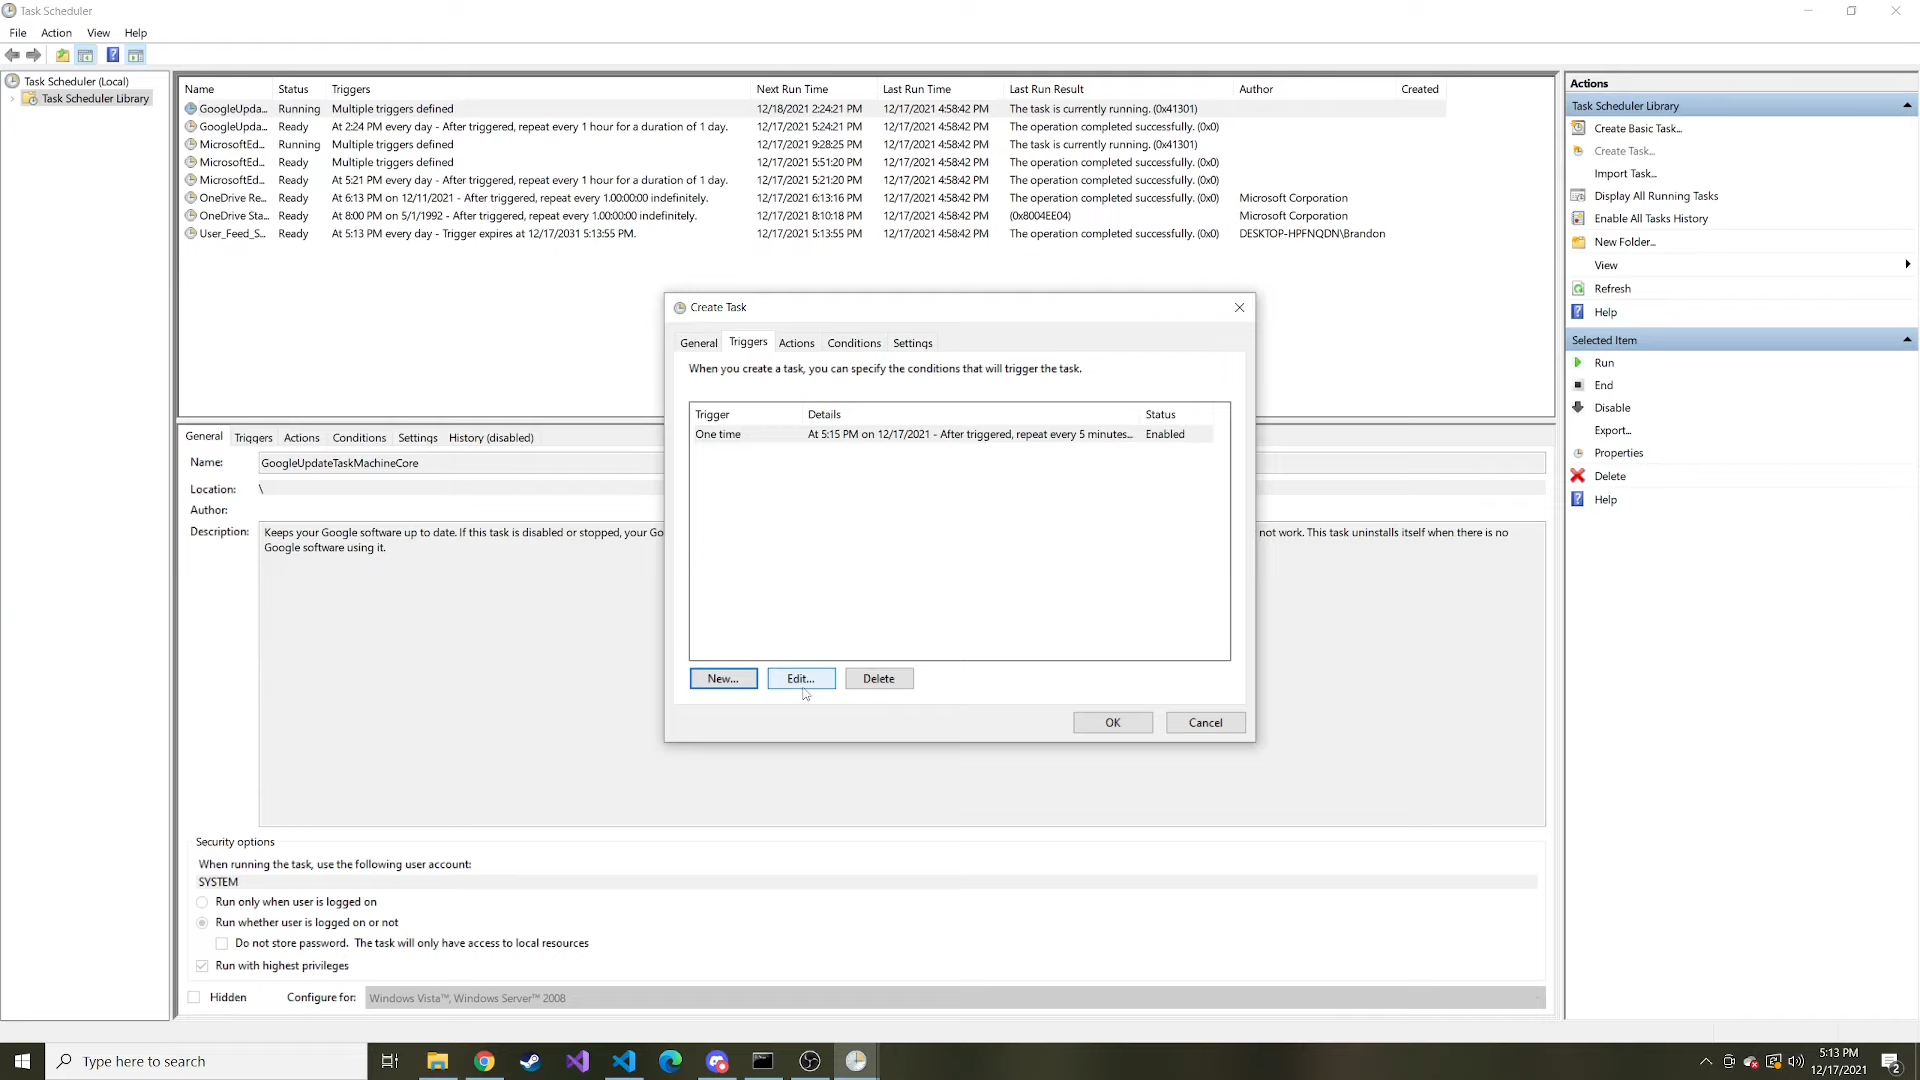 Task Scheduler
File Action View Help
Task Scheduler (Local)
Task Scheduler Library
Name Status Triggers Next Run Time Last Run Time Last Run Result Author Created
GoogleUpda... Running Multiple triggers defined 12/18/2021 2:24:21 PM 12/17/2021 4:58:42 PM The task is currently running. (0x41301)
GoogleUpda... Ready At 2:24 PM every day - After triggered, repeat every 1 hour for a duration of 1 day. 12/17/2021 5:24:21 PM 12/17/2021 4:58:42 PM The operation completed successfully. (0x0)
MicrosoftEd... Running Multiple triggers defined 12/17/2021 9:28:25 PM 12/17/2021 4:58:42 PM The task is currently running. (0x41301)
MicrosoftEd... Ready Multiple triggers defined 12/17/2021 5:51:20 PM 12/17/2021 4:58:42 PM The operation completed successfully. (0x0)
MicrosoftEd... Ready At 5:21 PM every day - After triggered, repeat every 1 hour for a duration of 1 day. 12/17/2021 5:21:20 PM 12/17/2021 4:58:42 PM The operation completed successfully. (0x0)
OneDrive Re... Ready At 6:13 PM on 12/11/2021 - After triggered, repeat every 1.00:00:00 indefinitely. 12/17/2021 6:13:16 PM 12/17/2021 4:58:42 PM The operation completed successfully. (0x0) Microsoft Corporation
OneDrive Sta... Ready At 8:00 PM on 5/1/1992 - After triggered, repeat every 1.00:00:00 indefinitely. 12/17/2021 8:10:18 PM 12/17/2021 4:58:42 PM (0x8004EE04) Microsoft Corporation
User_Feed_S... Ready At 5:13 PM every day - Trigger expires at 12/17/2031 5:13:55 PM. 12/17/2021 5:13:55 PM 12/17/2021 4:58:42 PM The operation completed successfully. (0x0) DESKTOP-HPFNQDN\Brandon
Create Task
General Triggers Actions Conditions Settings
When you create a task, you can specify the conditions that will trigger the task.
Trigger Details Status
One time At 5:15 PM on 12/17/2021 - After triggered, repeat every 5 minutes... Enabled
New... Edit... Delete
OK Cancel
General Triggers Actions Conditions Settings History (disabled)
Name: GoogleUpdateTaskMachineCore
Location: \
Author:
Description: Keeps your Google software up to date. If this task is disabled or stopped, your Go not work. This task uninstalls itself when there is no
Google software using it.
Security options
When running the task, use the following user account:
SYSTEM
Run only when user is logged on
Run whether user is logged on or not
Do not store password. The task will only have access to local resources
Run with highest privileges
Hidden Configure for: Windows Vista™, Windows Server™ 2008
Actions
Task Scheduler Library
Create Basic Task...
Create Task...
Import Task...
Display All Running Tasks
Enable All Tasks History
New Folder...
View
Refresh
Help
Selected Item
Run
End
Disable
Export...
Properties
Delete
Help
Type here to search
5:13 PM
12/17/2021
2